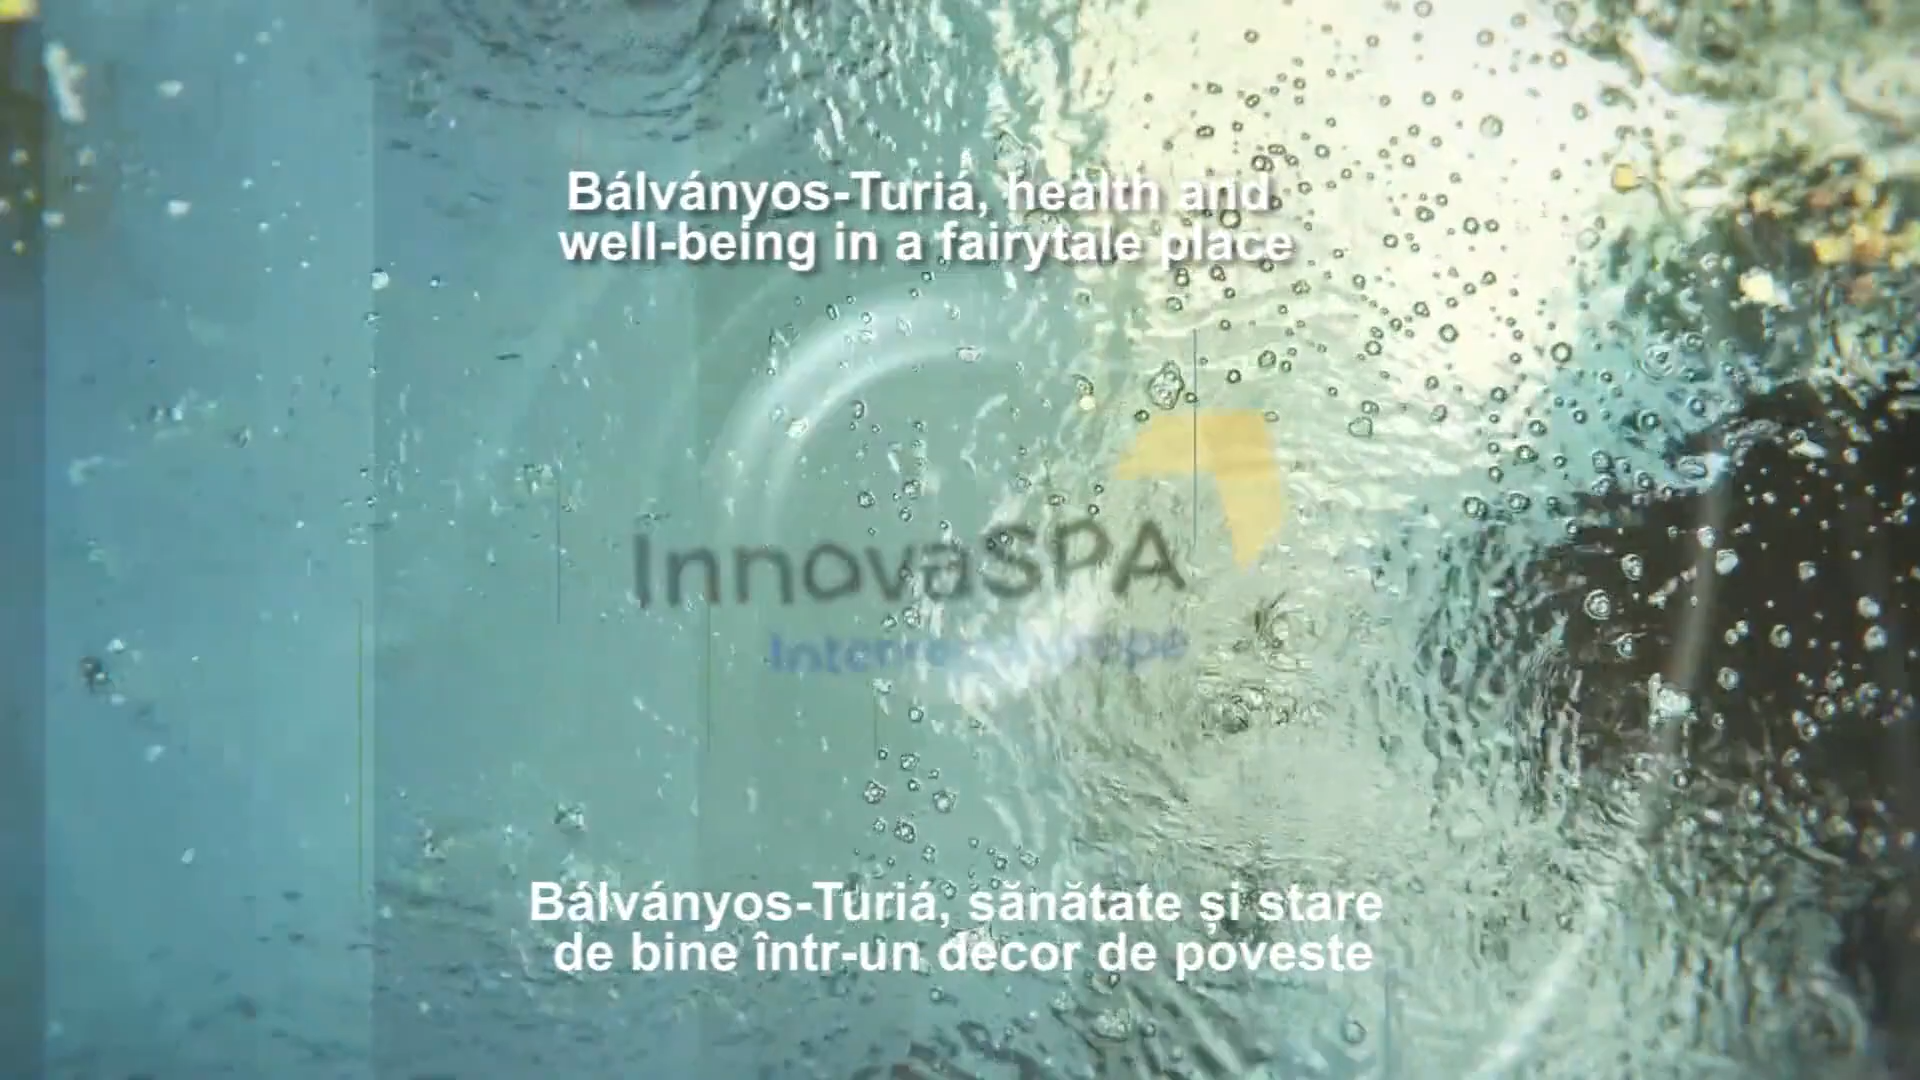 Bálványos-Turiá, health and
well-being in a fairytale place
InnovaSPA
Bálványos-Turiá, sănătate și stare
de bine într-un decor de poveste